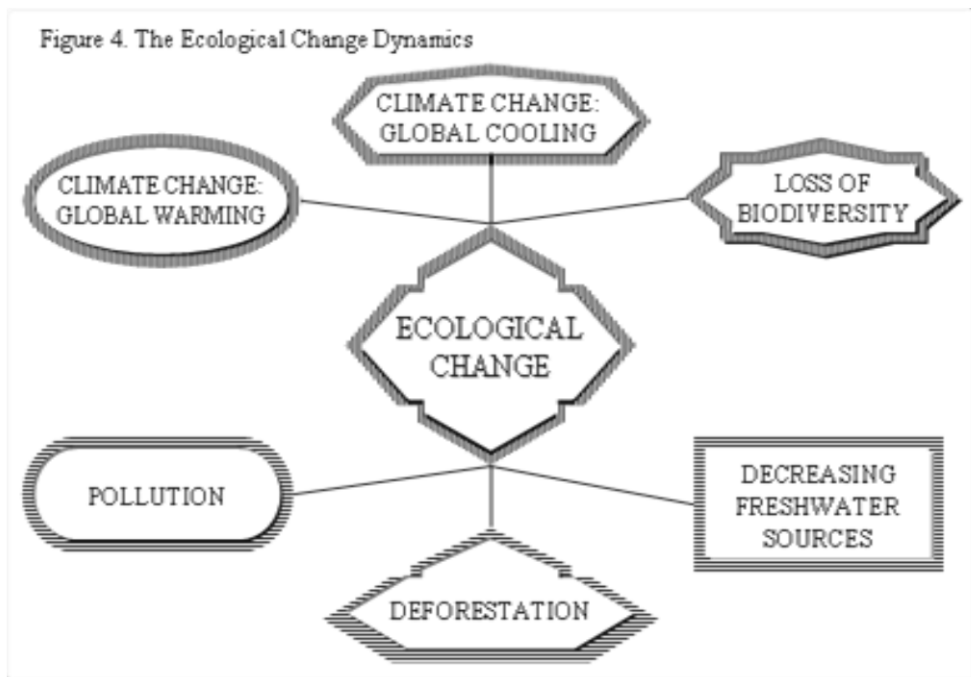 Figure 4. The Ecological Change Dynamics
CLIMATE CHANGE:
GLOBAL COOLING
CLIMATE CHANGE:
GLOBAL WARMING
LOSS OF
BIODIVERSITY
ECOLOGICAL
CHANGE
POLLUTION
DECREASING
FRESHWATER
SOURCES
DEFORESTATION